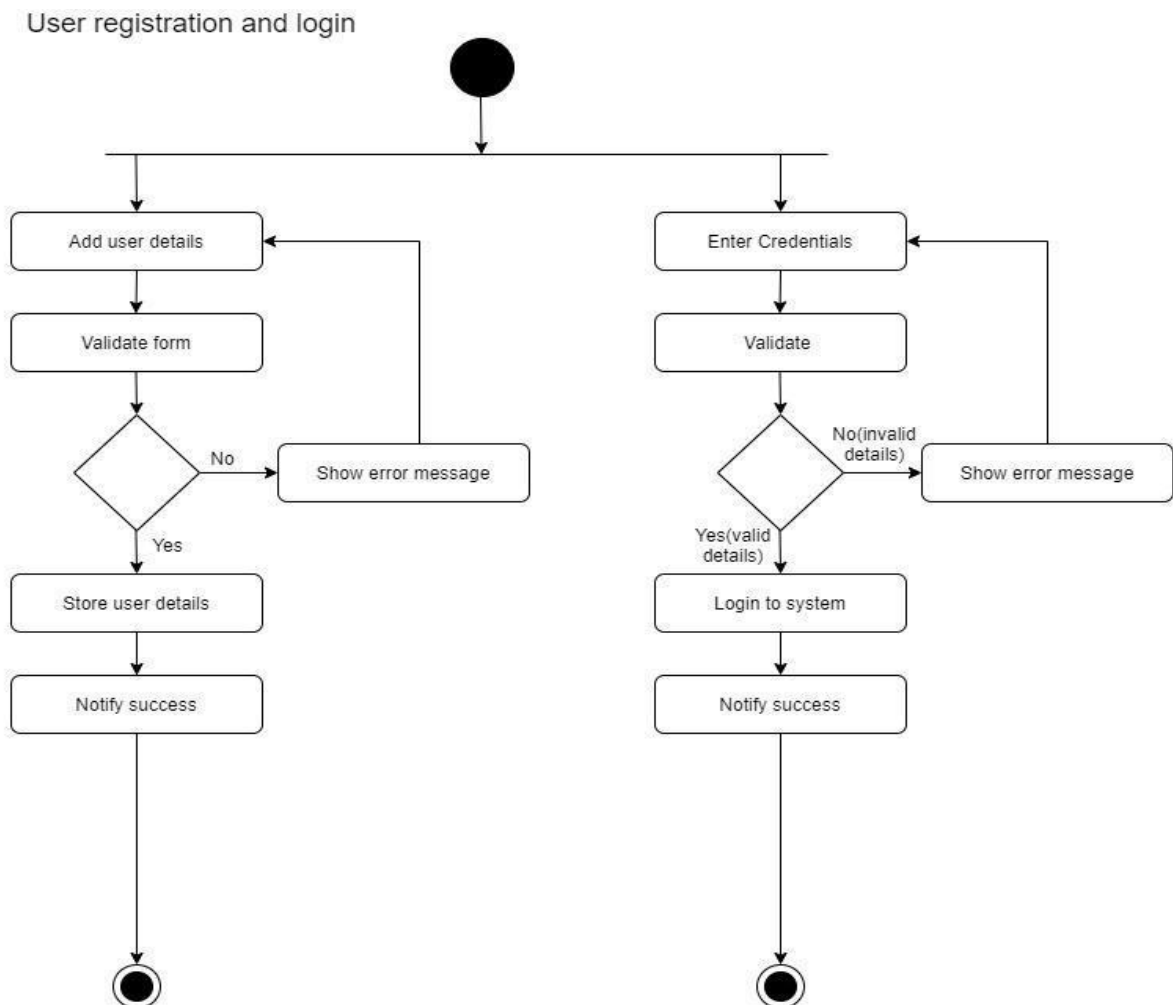 User registration and login
Add user details
Enter Credentials
Validate form
Validate
No
Show error message
No(invalid
details)
Show error message
Yes
Yes(valid
details)
Store user details
Login to system
Notify success
Notify success